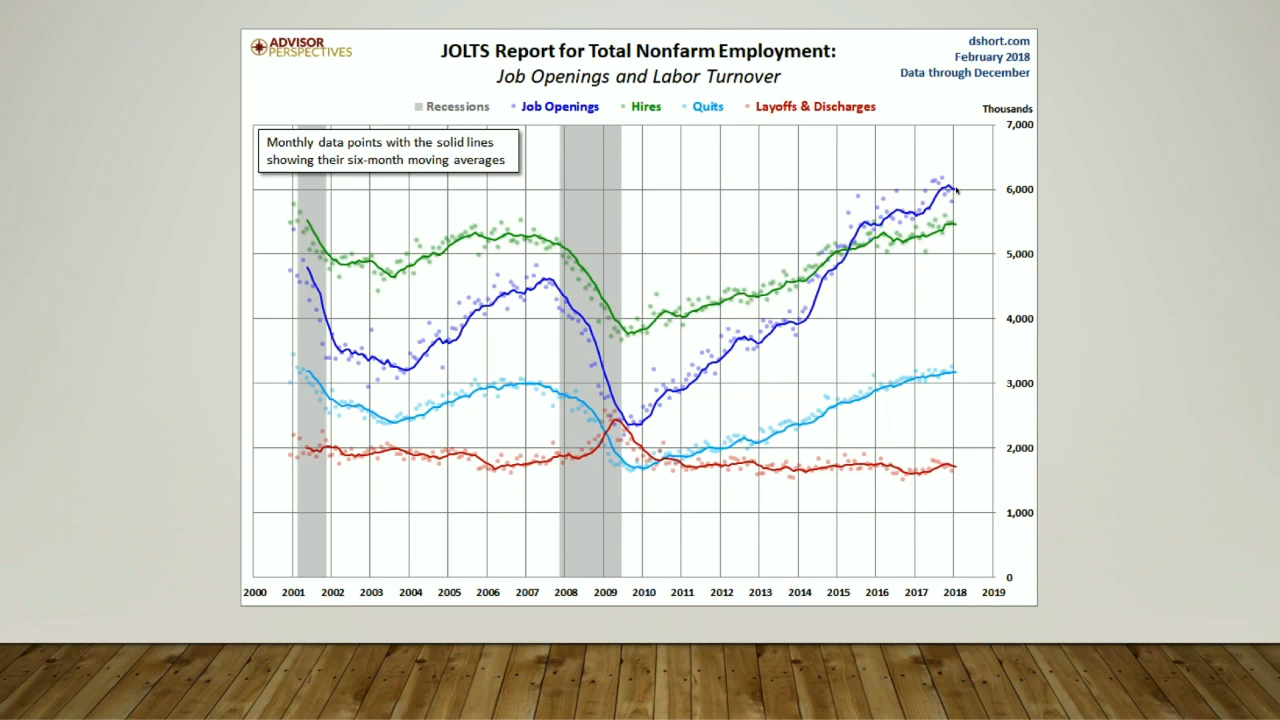 ADVISOR
PERSPECTIVES
JOLTS Report for Total Nonfarm Employment:
Job Openings and Labor Turnover
dshort.com
February 2018
Data through December
Recessions Job Openings Hires Quits Layoffs & Discharges
Thousands
Monthly data points with the solid lines
showing their six-month moving averages
7,000
6,000
5,000
4,000
3,000
2,000
1,000
0
2000 2001 2002 2003 2004 2005 2006 2007 2008 2009 2010 2011 2012 2013 2014 2015 2016 2017 2018 2019